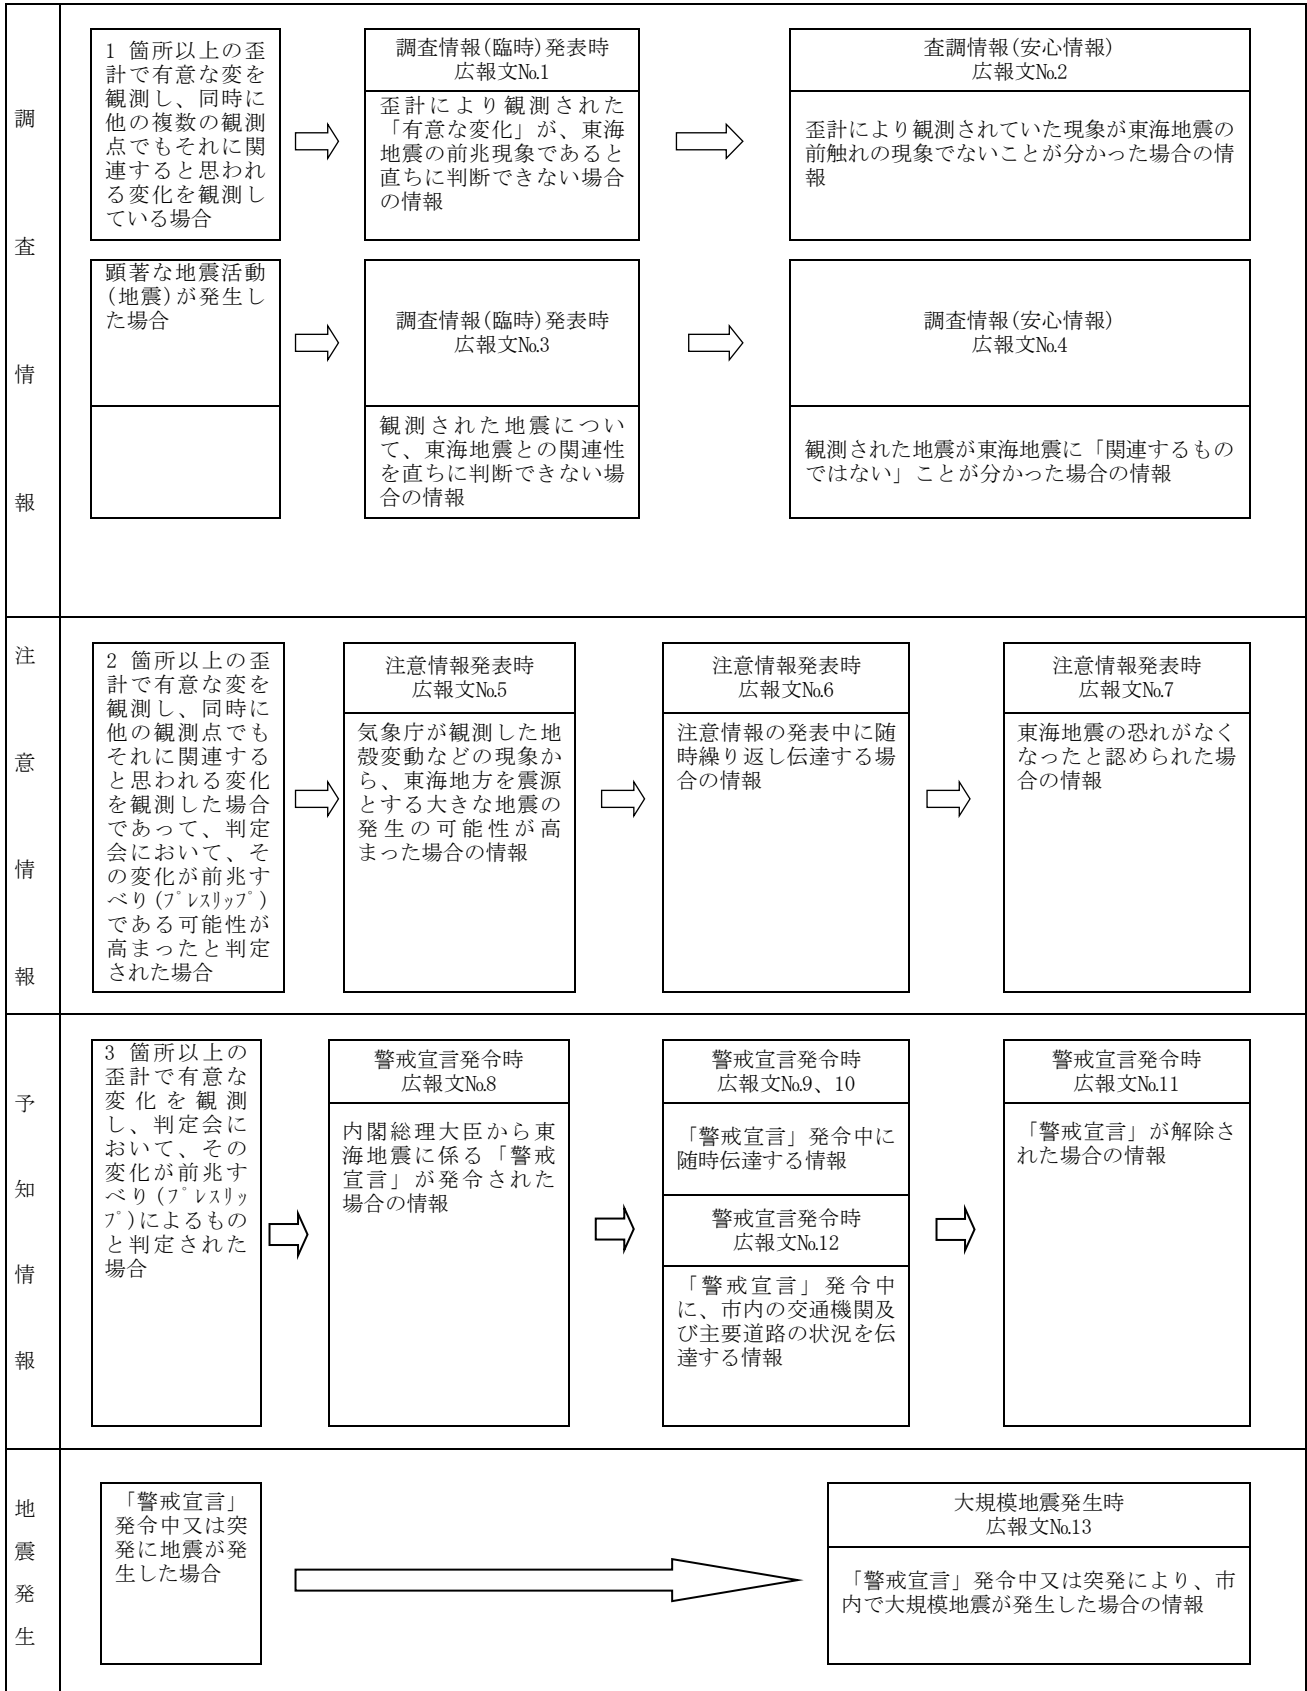 調
査
情
報
1 箇所以上の歪
計で有意な変を
観測し、同時に
他の複数の観測
点でもそれに関
連すると思われ
る変化を観測し
ている場合
調査情報(臨時)発表時
広報文№1
歪計により観測された
「有意な変化」が、東海
地震の前兆現象であると
直ちに判断できない場合
の情報
査調情報(安心情報)
広報文№2
歪計により観測されていた現象が東海地震の
前触れの現象でないことが分かった場合の情
報
顕著な地震活動
(地震)が発生し
た場合
調査情報(臨時)発表時
広報文№3
観測された地震につい
て、東海地震との関連性
を直ちに判断できない場
合の情報
調査情報(安心情報)
広報文№4
観測された地震が東海地震に「関連するもの
ではない」ことが分かった場合の情報
注
意
情
報
2 箇所以上の歪
計で有意な変を
観測し、同時に
他の観測点でも
それに関連する
と思われる変化
を観測した場合
であって、判定
会において、そ
の変化が前兆す
べり(ﾌﾟﾚｽﾘｯﾌﾟ)
である可能性が
高まったと判定
された場合
注意情報発表時
広報文№5
気象庁が観測した地
殻変動などの現象か
ら、東海地方を震源
とする大きな地震の
発生の可能性が高
まった場合の情報
注意情報発表時
広報文№6
注意情報の発表中に随
時繰り返し伝達する場
合の情報
注意情報発表時
広報文№7
東海地震の恐れがなく
なったと認められた場
合の情報
予
知
情
報
3 箇所以上の
歪計で有意な
変化を観測
し、判定会に
おいて、その
変化が前兆す
べり(ﾌﾟﾚｽﾘｯ
ﾌﾟ)によるもの
と判定された
場合
警戒宣言発令時
広報文№8
内閣総理大臣から東
海地震に係る「警戒
宣言」が発令された
場合の情報
警戒宣言発令時
広報文№9、10
「警戒宣言」発令中に
随時伝達する情報
警戒宣言発令時
広報文№12
「警戒宣言」発令中
に、市内の交通機関及
び主要道路の状況を伝
達する情報
警戒宣言発令時
広報文№11
「警戒宣言」が解除さ
れた場合の情報
地
震
発
生
「警戒宣言」
発令中又は突
発に地震が発
生した場合
大規模地震発生時
広報文№13
「警戒宣言」発令中又は突発により、市
内で大規模地震が発生した場合の情報